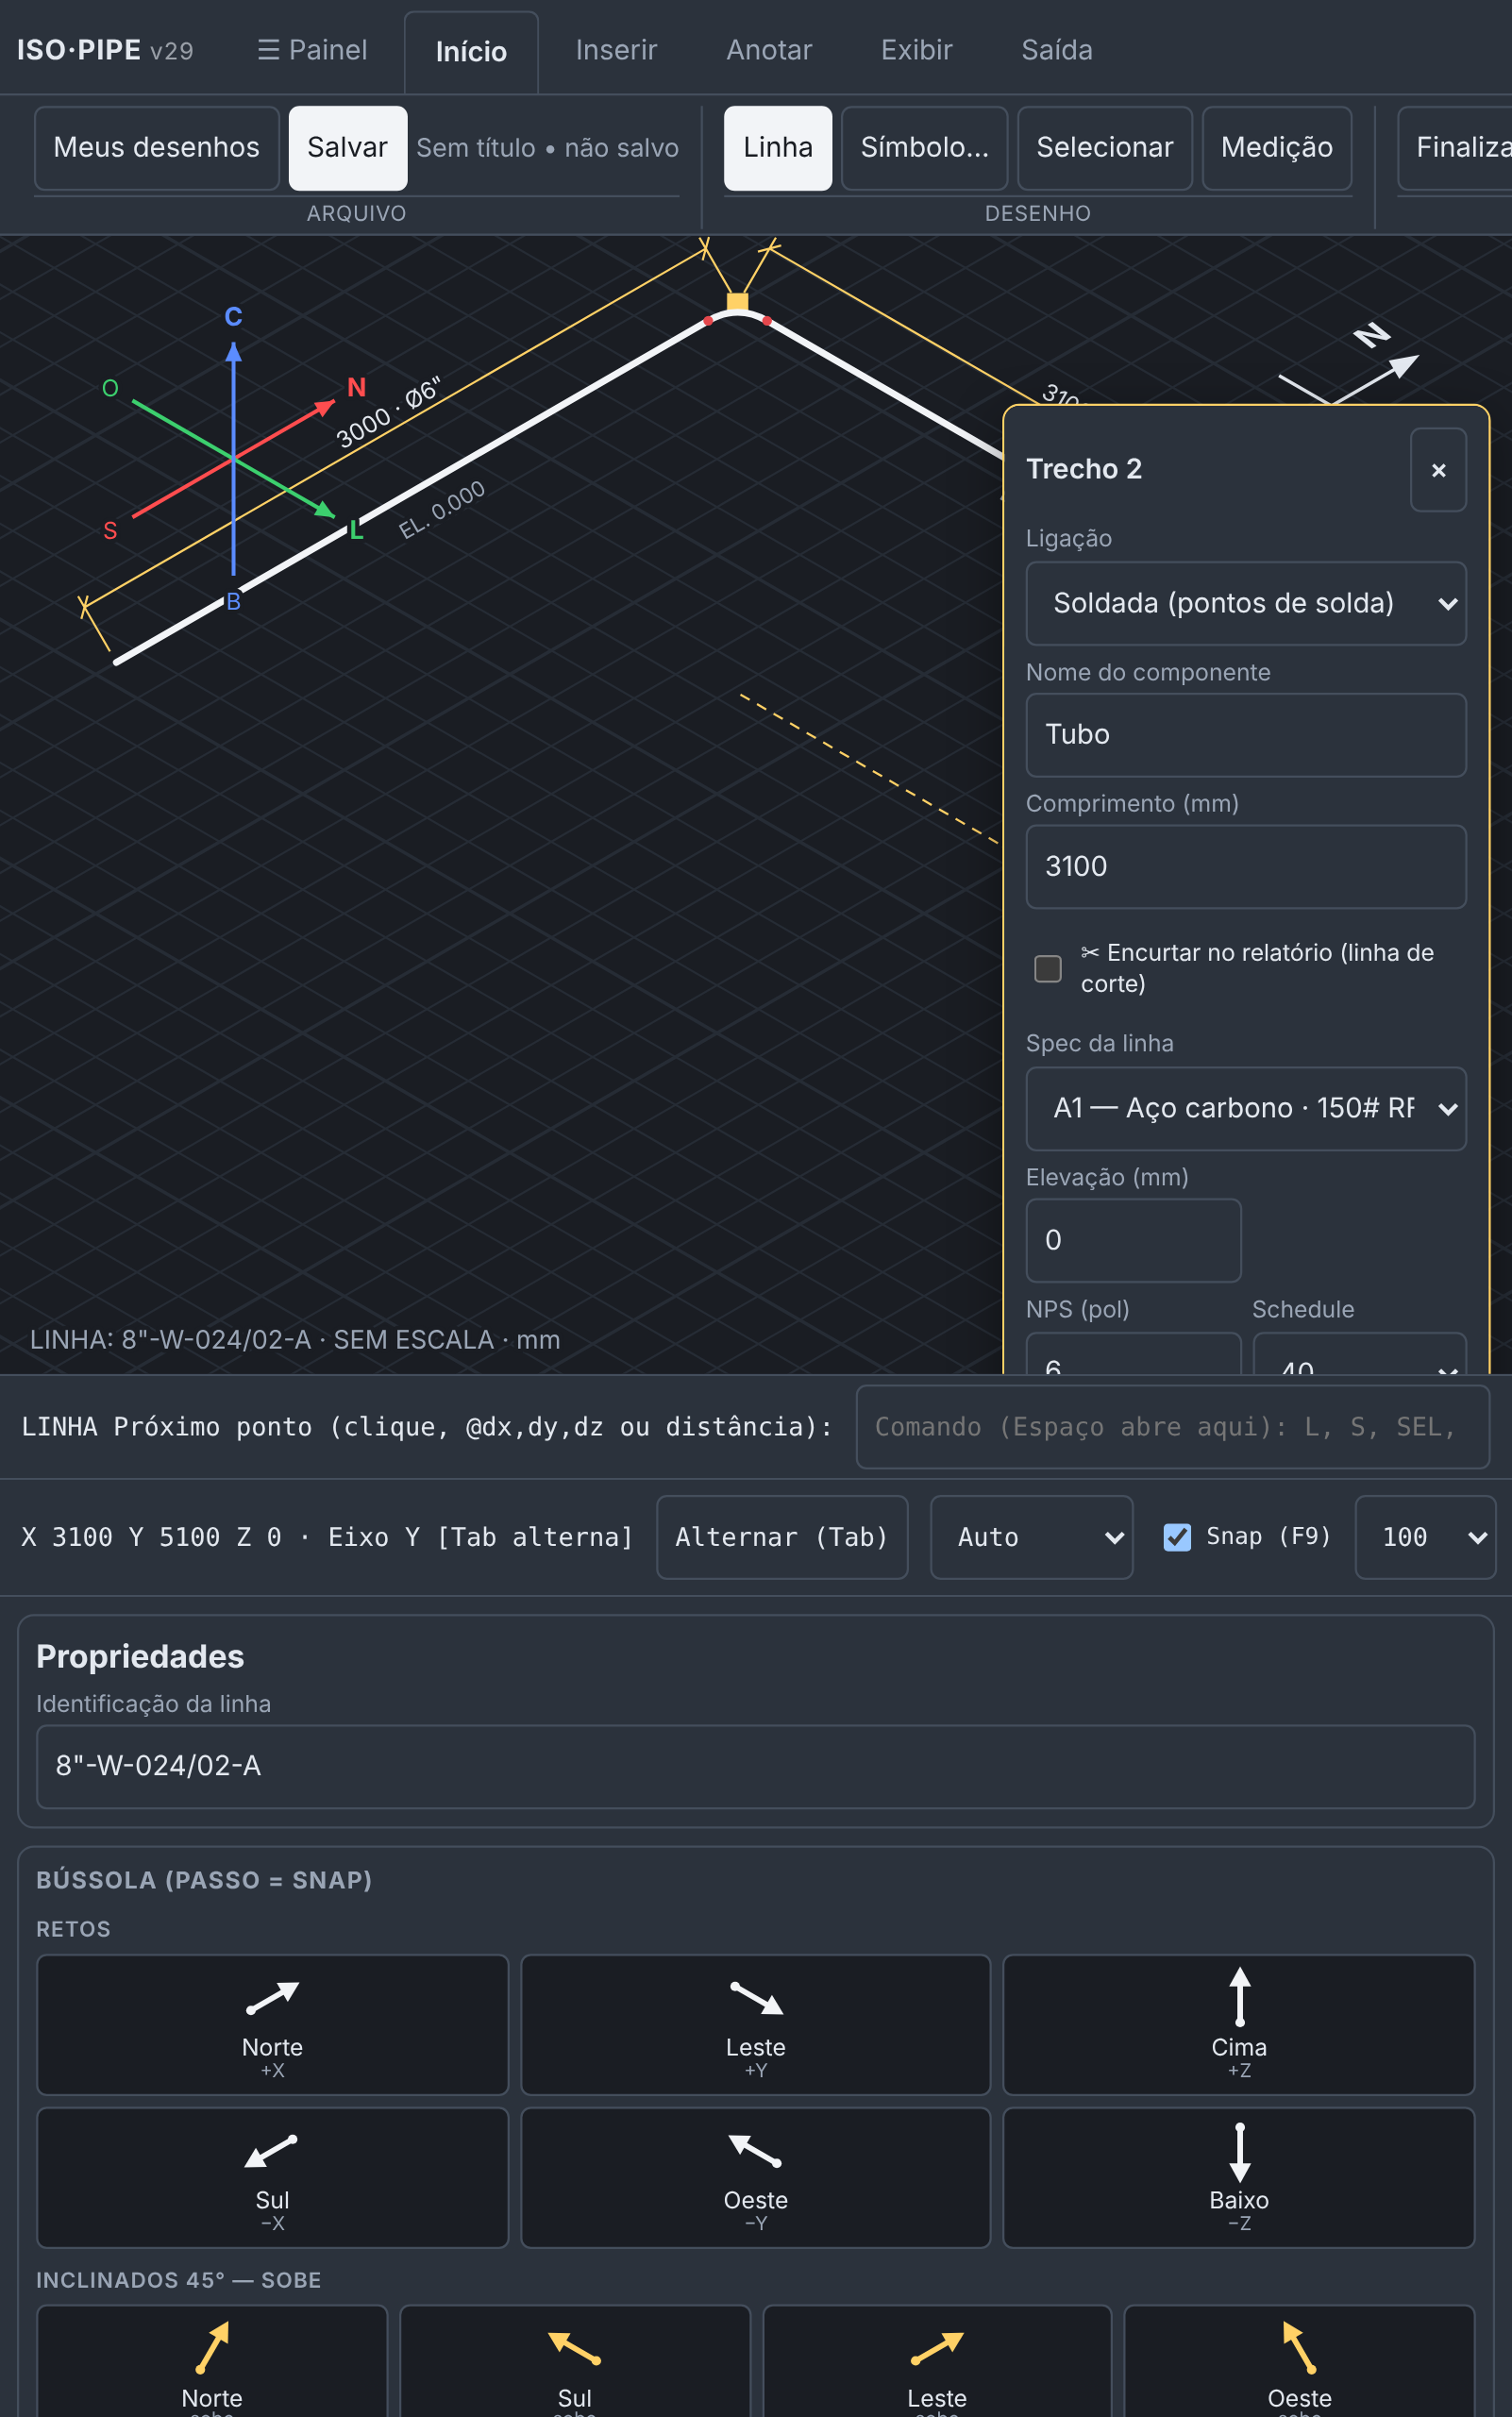 ISO·PIPE v29 ☰ Painel Início Inserir Anotar Exibir Saída
Meus desenhos Salvar Sem título • não salvo Linha Símbolo... Selecionar Medição
ARQUIVO DESENHO
C
O
N
S
L
B
3000 · Ø6"
EL. 0.000
N
Trecho 2 ×
Ligação
Soldada (pontos de solda)
Nome do componente
Tubo
Comprimento (mm)
3100
✂ Encurtar no relatório (linha de
corte)
Spec da linha
A1 — Aço carbono · 150# RF
Elevação (mm)
0
NPS (pol) Schedule
6 40
LINHA: 8"-W-024/02-A · SEM ESCALA · mm
LINHA Próximo ponto (clique, @dx,dy,dz ou distância): Comando (Espaço abre aqui): L, S, SEL,
X 3100 Y 5100 Z 0 · Eixo Y [Tab alterna] Alternar (Tab) Auto Snap (F9) 100
Propriedades
Identificação da linha
8"-W-024/02-A
BÚSSOLA (PASSO = SNAP)
RETOS
Norte Leste Cima
+X +Y +Z
Sul Oeste Baixo
−X −Y −Z
INCLINADOS 45° — SOBE
Norte Sul Leste Oeste